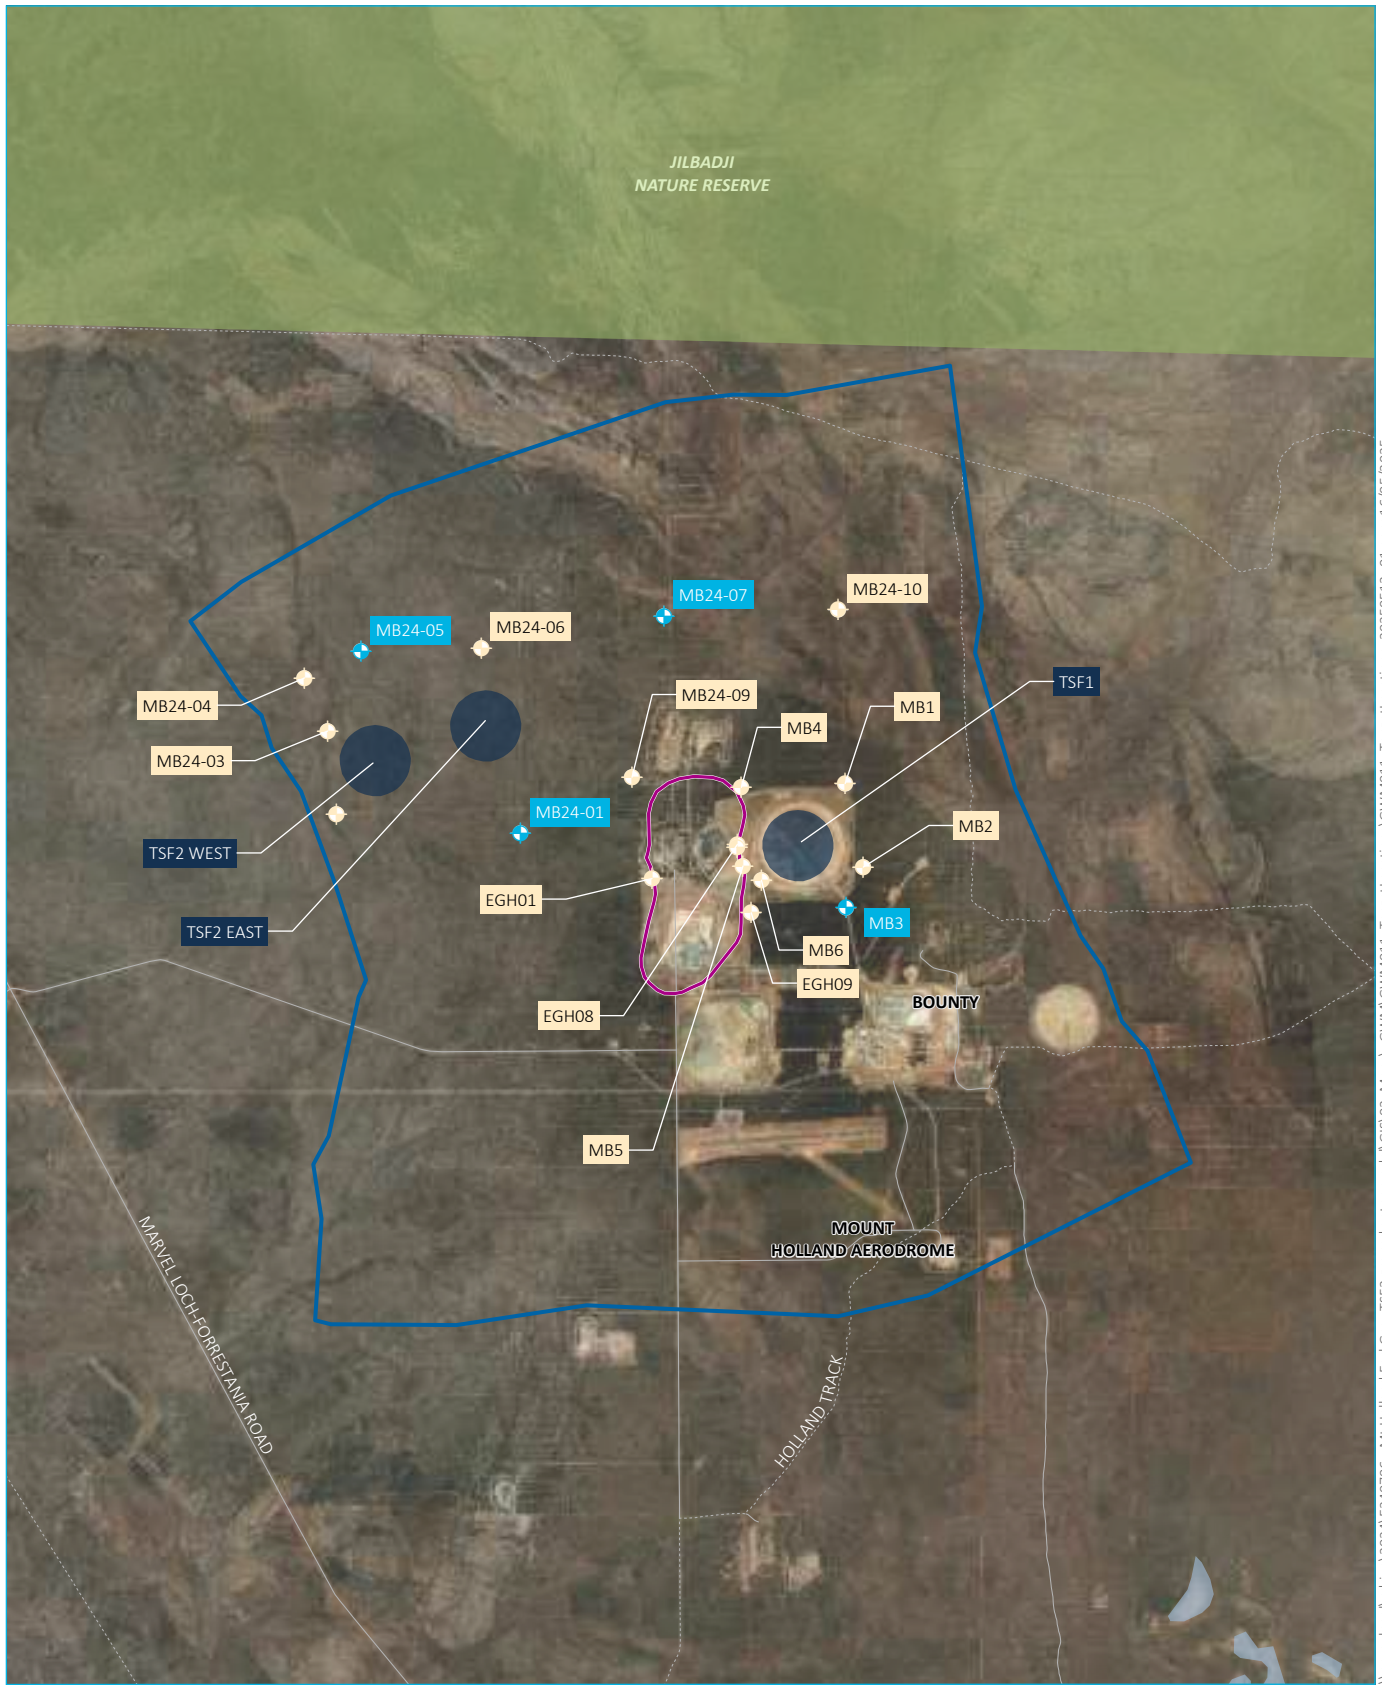 JILBADJI
NATURE RESERVE
MB24-10
MB24-07
MB24-06
MB24-05
TSF1
MB24-09
MB24-04
MB1
MB4
MB24-03
MB24-01
MB2
TSF2 WEST
EGH01
MB3
TSF2 EAST
MB6
EGH09
BOUNTY
EGH08
MB5
MOUNT
HOLLAND AERODROME
MARVEL LOCH-FORRESTANIA ROAD
HOLLAND TRACK